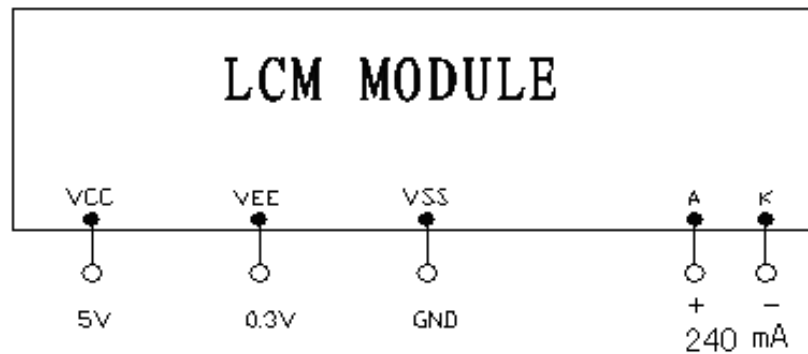 LCM MODULE
VCC VEE VSS A K
5V 0.3V GND + -
240 mA